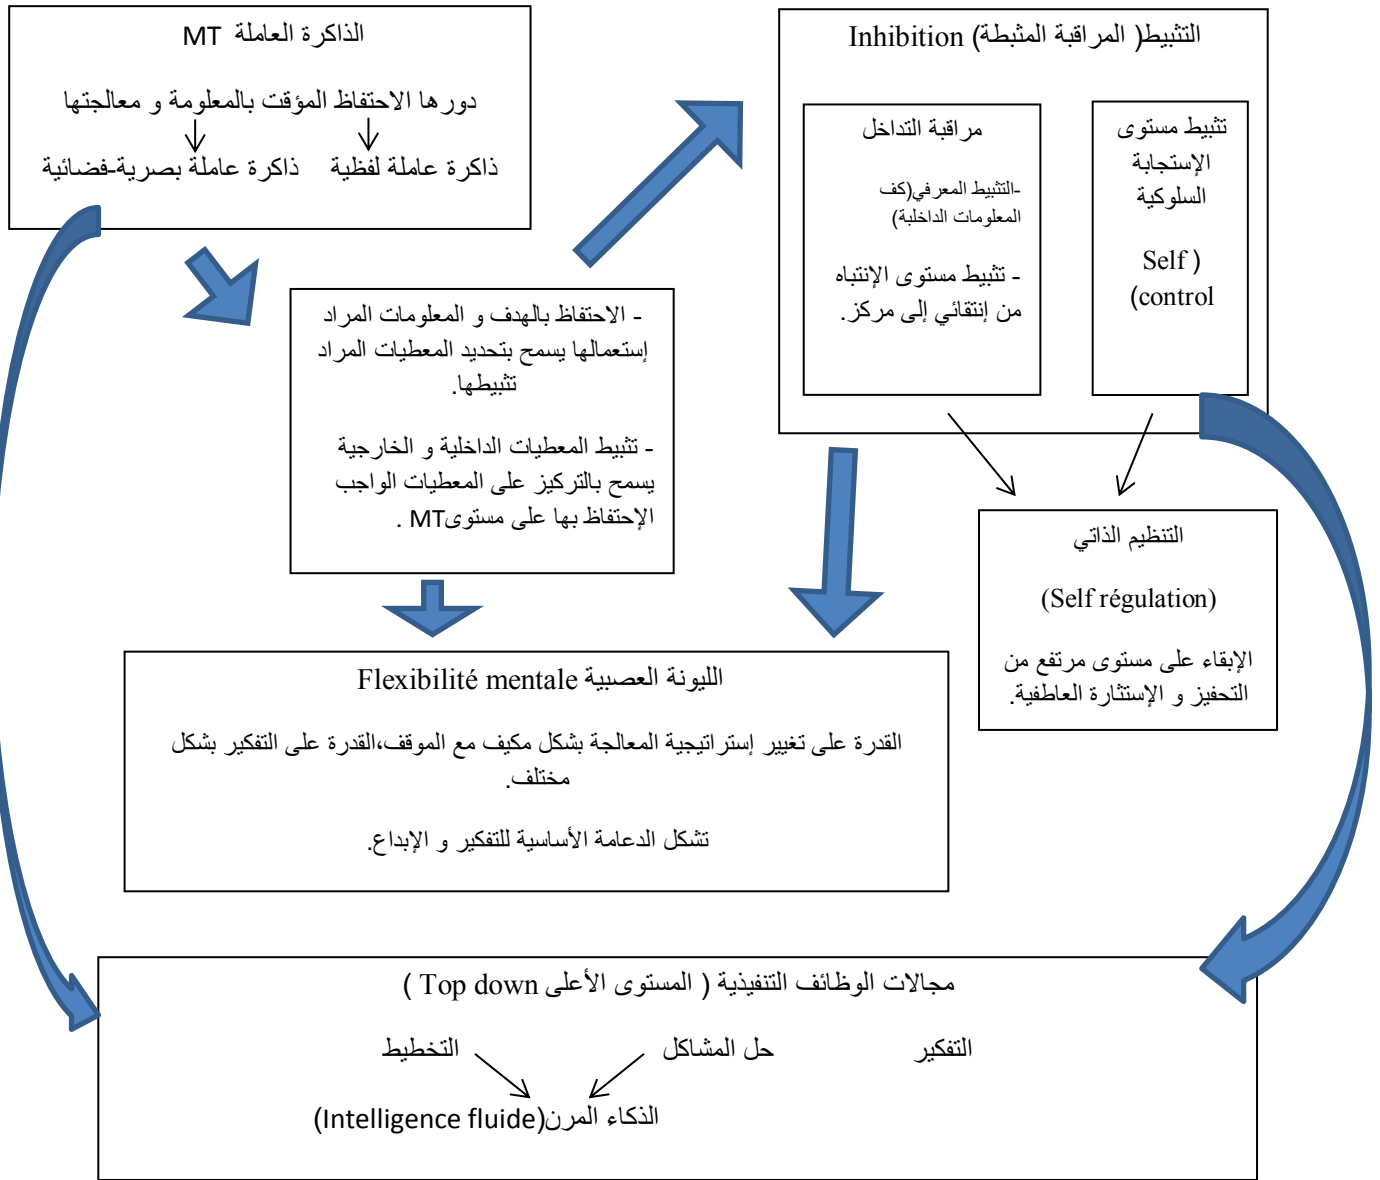 الذاكرة العاملة MT
دورها الاحتفاظ المؤقت بالمعلومة و معالجتها
ذاكرة عاملة لفظية ذاكرة عاملة بصرية-فضائية
التثبيط( المراقبة المثبطة) Inhibition
تثبيط مستوى
الإستجابة
السلوكية
( Self
control)
مراقبة التداخل
-التثبيط المعرفي(كف
المعلومات الداخلية)
- تثبيط مستوى الإنتباه
من إنتقائي إلى مركز.
- الاحتفاظ بالهدف و المعلومات المراد
إستعمالها يسمح بتحديد المعطيات المراد
تثبيطها.
- تثبيط المعطيات الداخلية و الخارجية
يسمح بالتركيز على المعطيات الواجب
الإحتفاظ بها على مستوىMT .
التنظيم الذاتي
(Self régulation)
الإبقاء على مستوى مرتفع من
التحفيز و الإستثارة العاطفية.
الليونة العصبية Flexibilité mentale
القدرة على تغيير إستراتيجية المعالجة بشكل مكيف مع الموقف،القدرة على التفكير بشكل
مختلف.
تشكل الدعامة الأساسية للتفكير و الإبداع.
مجالات الوظائف التنفيذية ( المستوى الأعلى Top down )
التفكير حل المشاكل التخطيط
الذكاء المرن(Intelligence fluide)